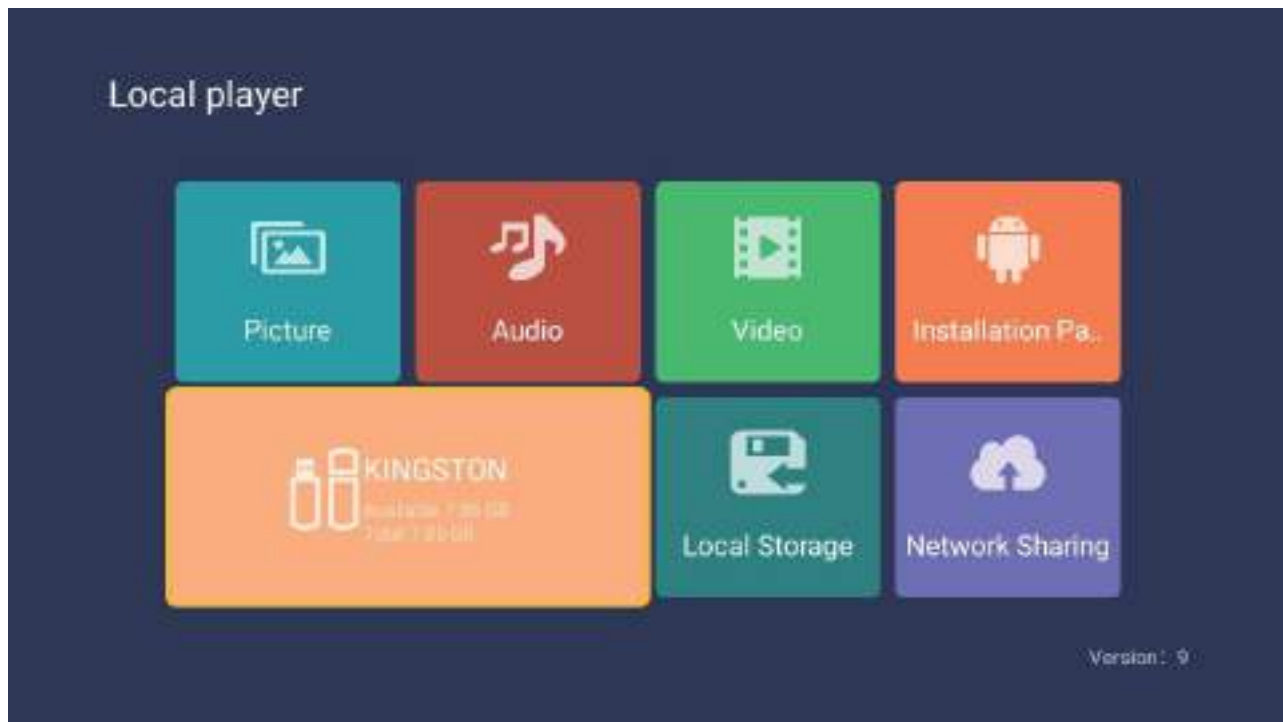 Local player
Picture
Audio
Video
Installation Pa..
KINGSTON
Local Storage
Network Sharing
Version: 9